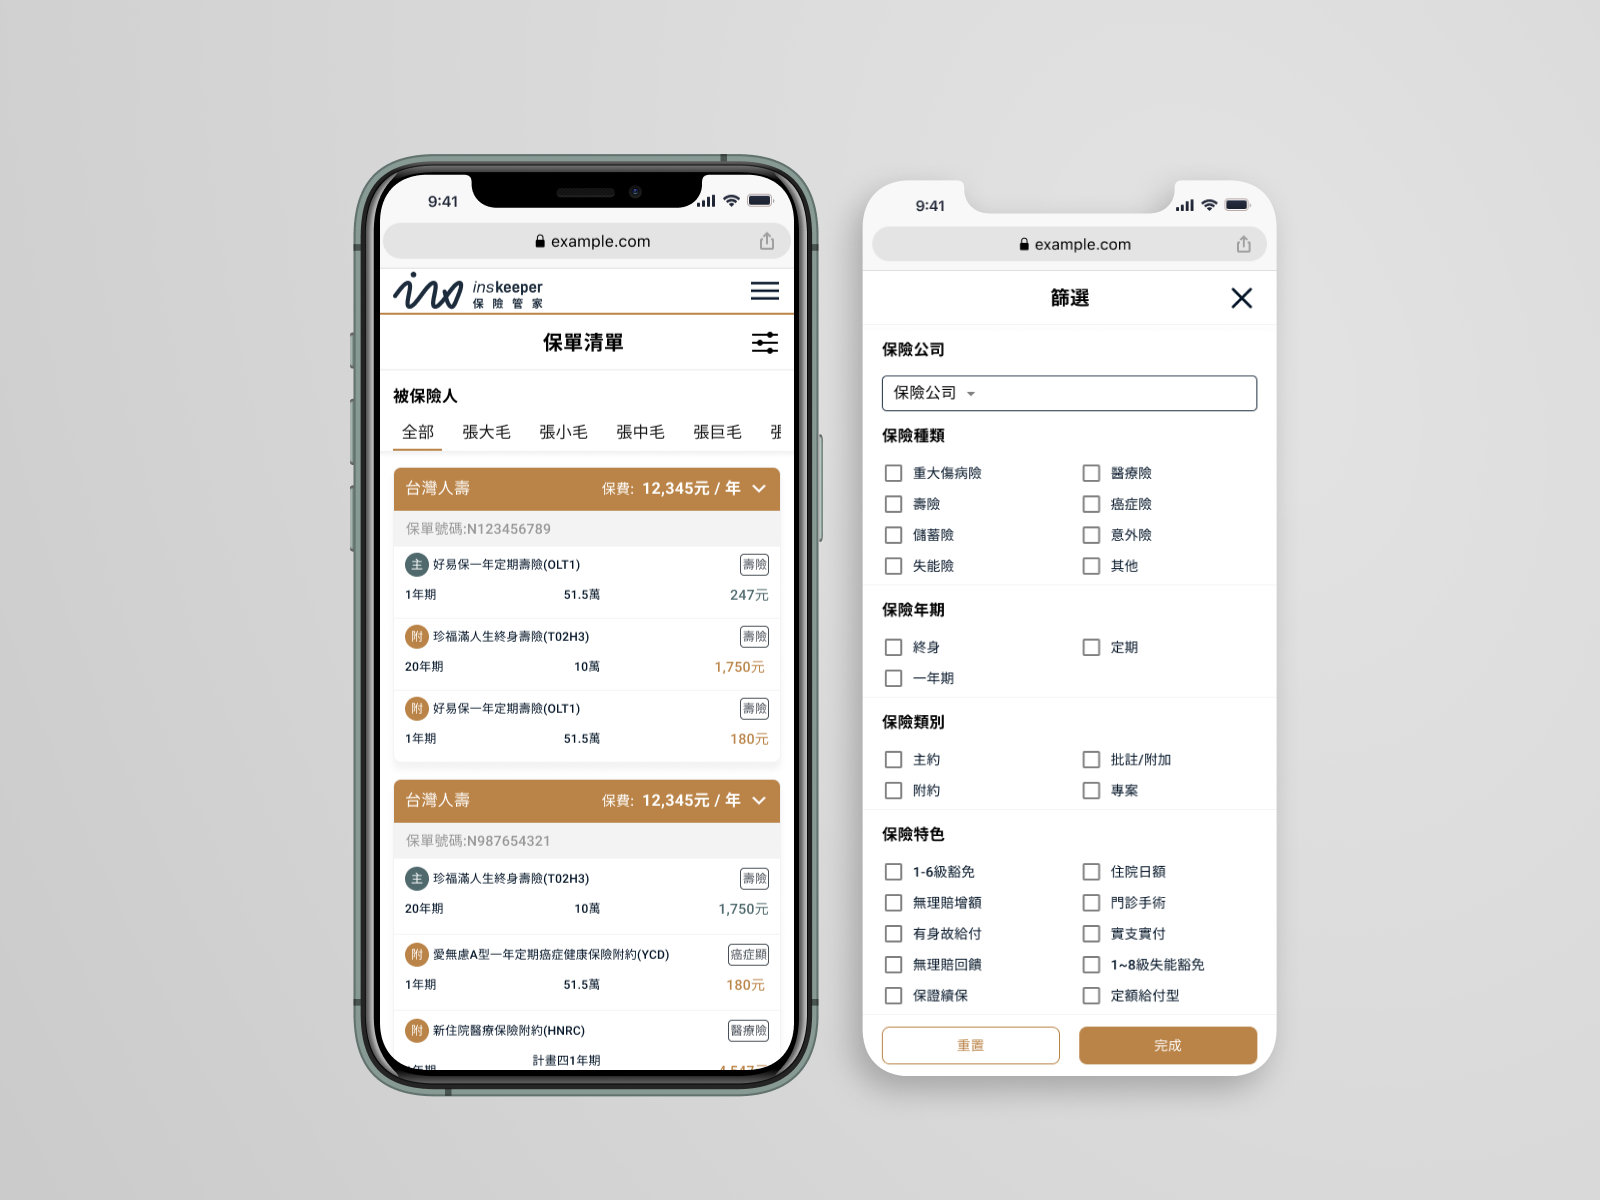 9:41
example.com
inskeeper
保險管家
保單清單
被保險人
全部 張大毛 張小毛 張中毛 張巨毛
台灣人壽 保費: 12,345元 / 年
保單號碼:N123456789
主 好易保一年定期壽險(OLT1) 壽險
1年期 51.5萬 247元
附 珍福滿人生終身壽險(T02H3) 壽險
20年期 10萬 1,750元
附 好易保一年定期壽險(OLT1) 壽險
1年期 51.5萬 180元
台灣人壽 保費: 12,345元 / 年
保單號碼:N987654321
主 珍福滿人生終身壽險(T02H3) 壽險
20年期 10萬 1,750元
附 愛無慮A型一年定期癌症健康保險附約(YCD) 癌症顯
1年期 51.5萬 180元
附 新住院醫療保險附約(HNRC) 醫療險
計畫四1年期
9:41
example.com
篩選
保險公司
保險公司
保險種類
重大傷病險 醫療險
壽險 癌症險
儲蓄險 意外險
失能險 其他
保險年期
終身 定期
一年期
保險類別
主約 批註/附加
附約 專案
保險特色
1-6級豁免 住院日額
無理賠增額 門診手術
有身故給付 實支實付
無理賠回饋 1~8級失能豁免
保證續保 定額給付型
重置 完成